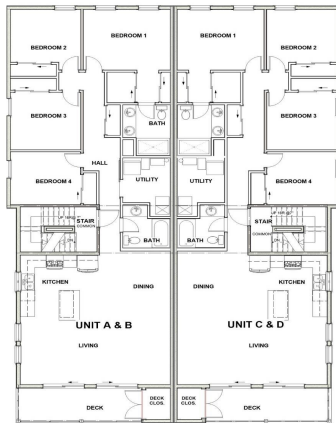 BEDROOM 2
BEDROOM 1
BEDROOM 1
BEDROOM 2
BEDROOM 3
BATH
BATH
BEDROOM 3
HALL
BEDROOM 4
UTILITY
UTILITY
BEDROOM 4
STAIR
COMMON
BATH
BATH
STAIR
COMMON
KITCHEN
DINING
DINING
KITCHEN
UNIT A & B
UNIT C & D
LIVING
LIVING
DECK
DECK
CLOS.
DECK
CLOS.
DECK